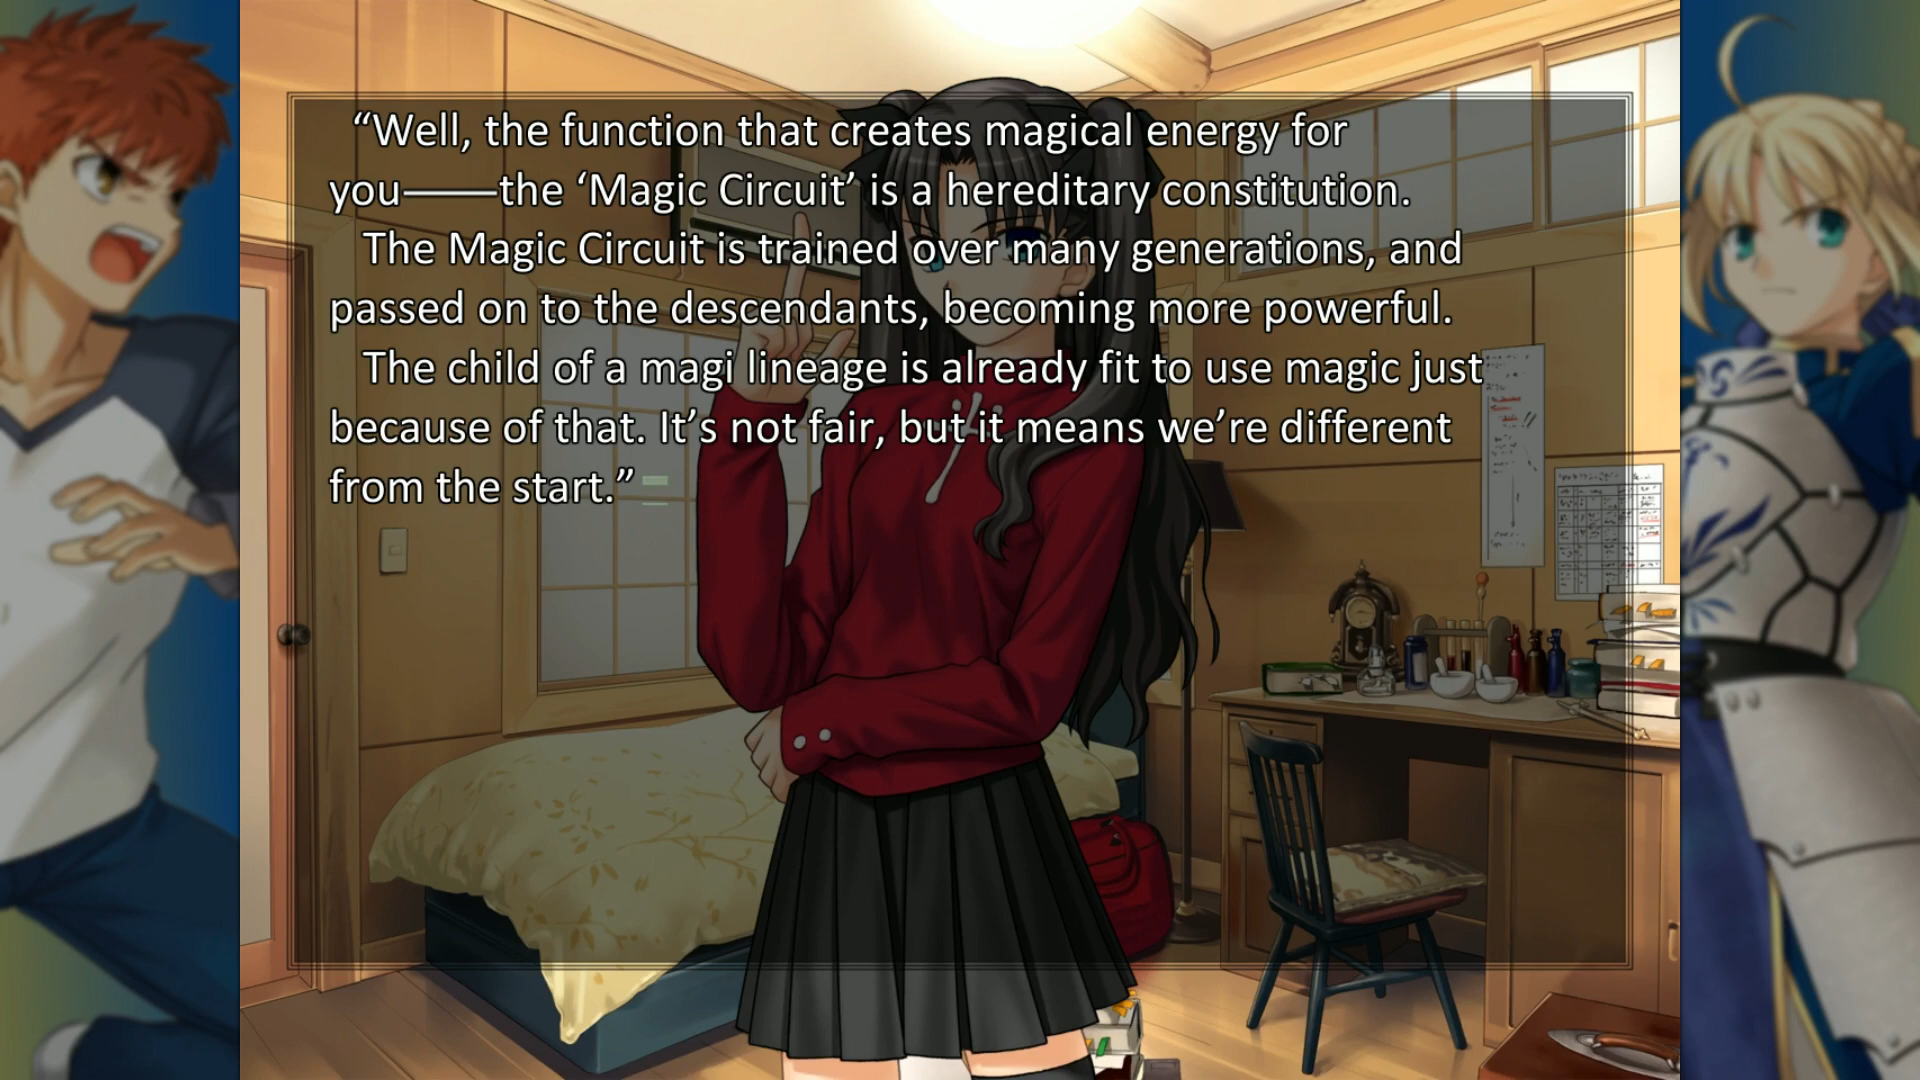 “Well, the function that creates magical energy for
you――the ‘Magic Circuit’ is a hereditary constitution.
The Magic Circuit is trained over many generations, and
passed on to the descendants, becoming more powerful.
The child of a magi lineage is already fit to use magic just
because of that. It’s not fair, but it means we’re different
from the start.”